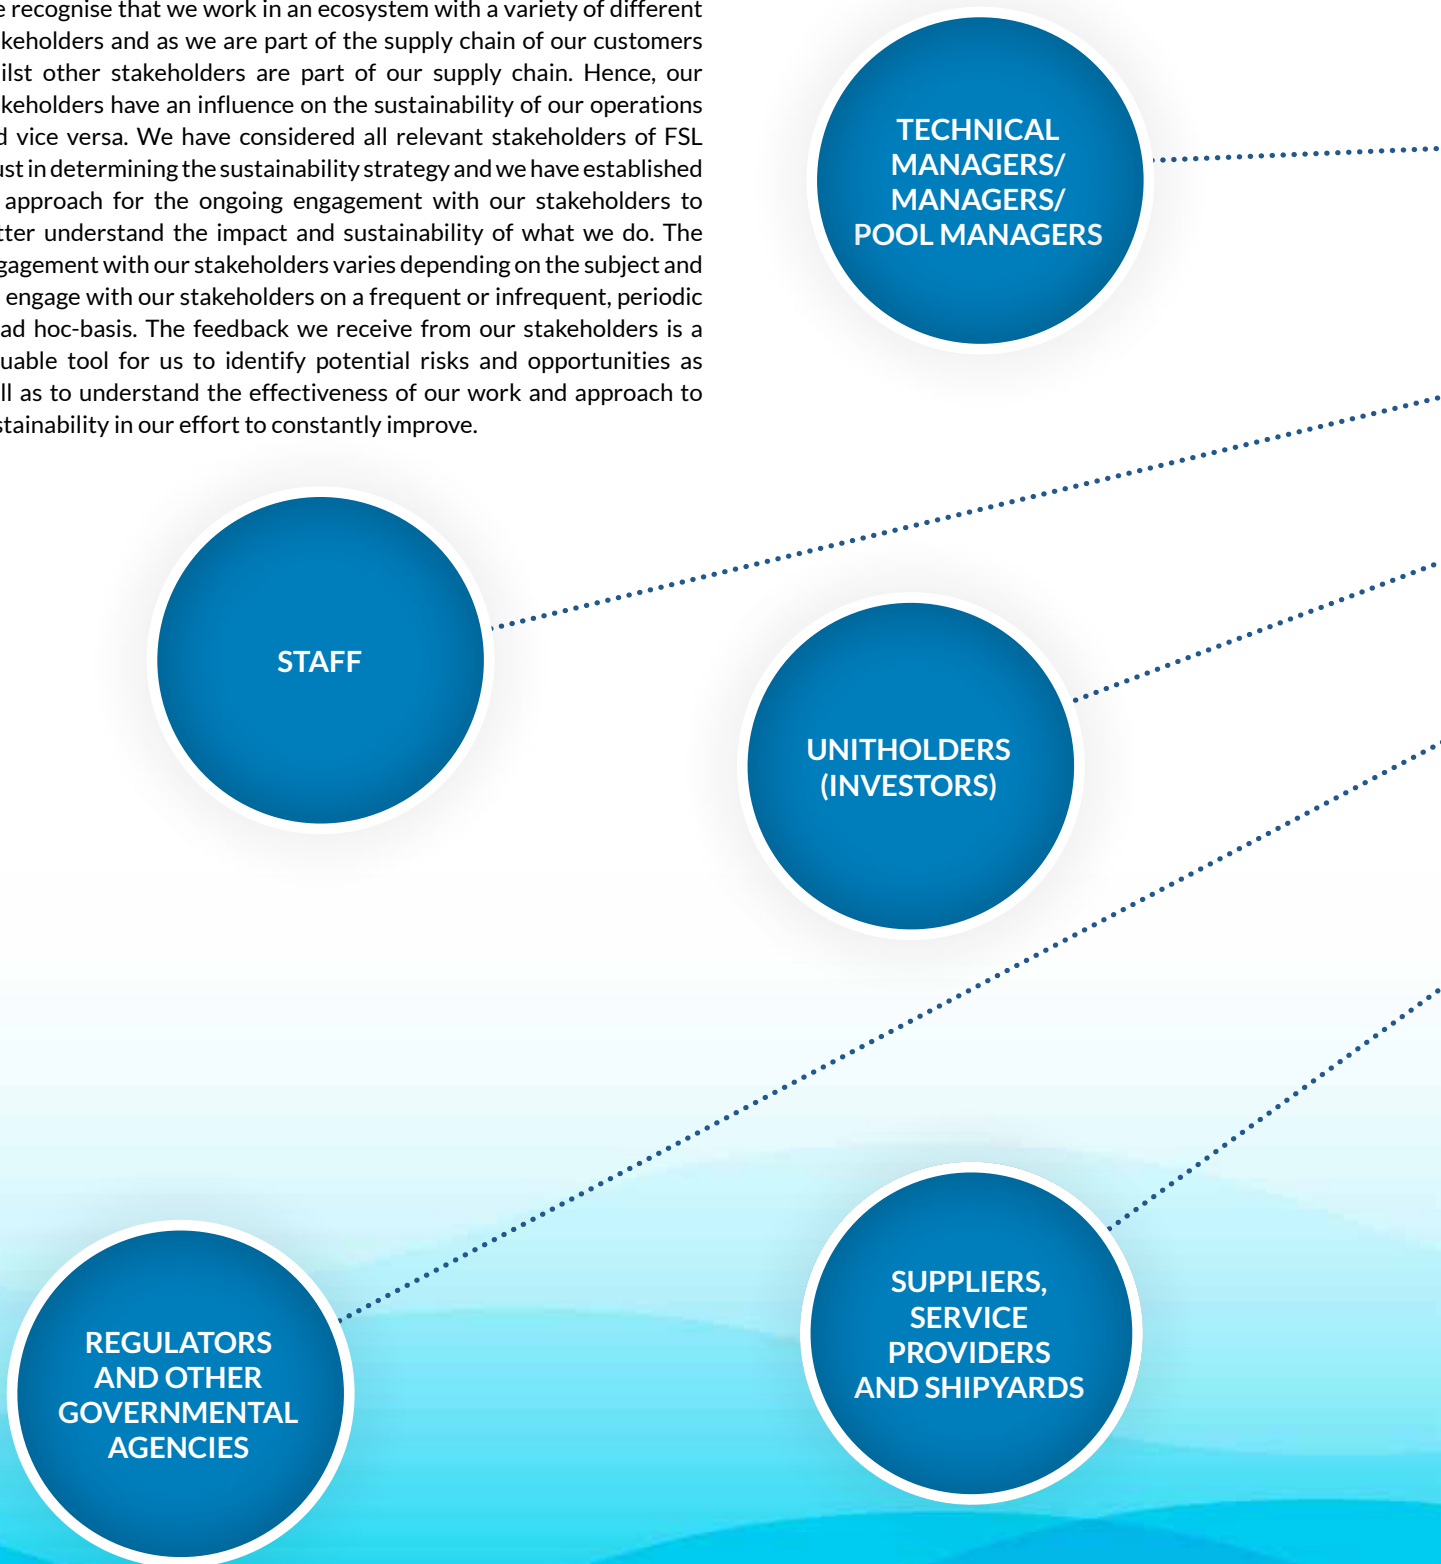 e recognise that we work in an ecosystem with a variety of different
keholders and as we are part of the supply chain of our customers
ilst other stakeholders are part of our supply chain. Hence, our
keholders have an influence on the sustainability of our operations
d vice versa. We have considered all relevant stakeholders of FSL
ust in determining the sustainability strategy and we have established
approach for the ongoing engagement with our stakeholders to
tter understand the impact and sustainability of what we do. The
gagement with our stakeholders varies depending on the subject and
engage with our stakeholders on a frequent or infrequent, periodic
ad hoc-basis. The feedback we receive from our stakeholders is a
uable tool for us to identify potential risks and opportunities as
ll as to understand the effectiveness of our work and approach to
stainability in our effort to constantly improve.
TECHNICAL
MANAGERS/
MANAGERS/
POOL MANAGERS
STAFF
UNITHOLDERS
(INVESTORS)
REGULATORS
AND OTHER
GOVERNMENTAL
AGENCIES
SUPPLIERS,
SERVICE
PROVIDERS
AND SHIPYARDS